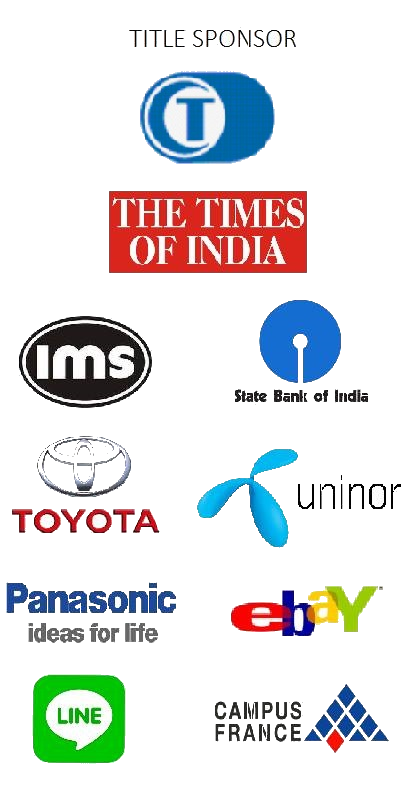 TITLE SPONSOR
T
THE TIMES
OF INDIA
ims
State Bank of India
TOYOTA
uninor
Panasonic
ideas for life
ebaY
LINE
CAMPUS
FRANCE